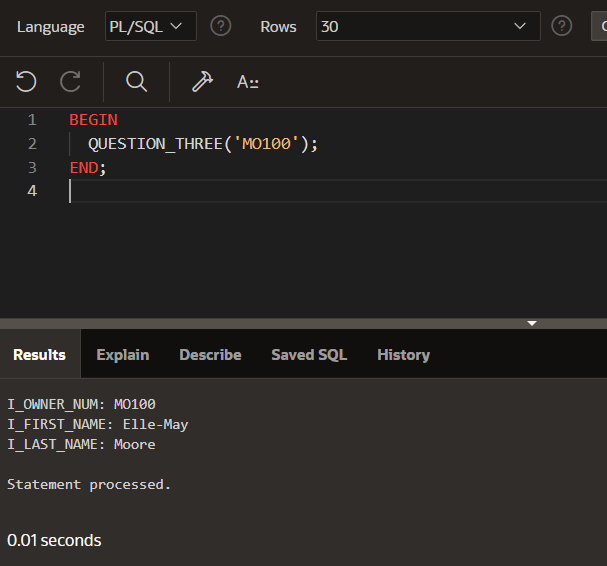 Language PL/SQL Rows 30
A::
1 BEGIN
2 QUESTION_THREE('MO100');
3 END;
4
Results Explain Describe Saved SQL History
I_OWNER_NUM: MO100
I_FIRST_NAME: Elle-May
I_LAST_NAME: Moore
Statement processed.
0.01 seconds